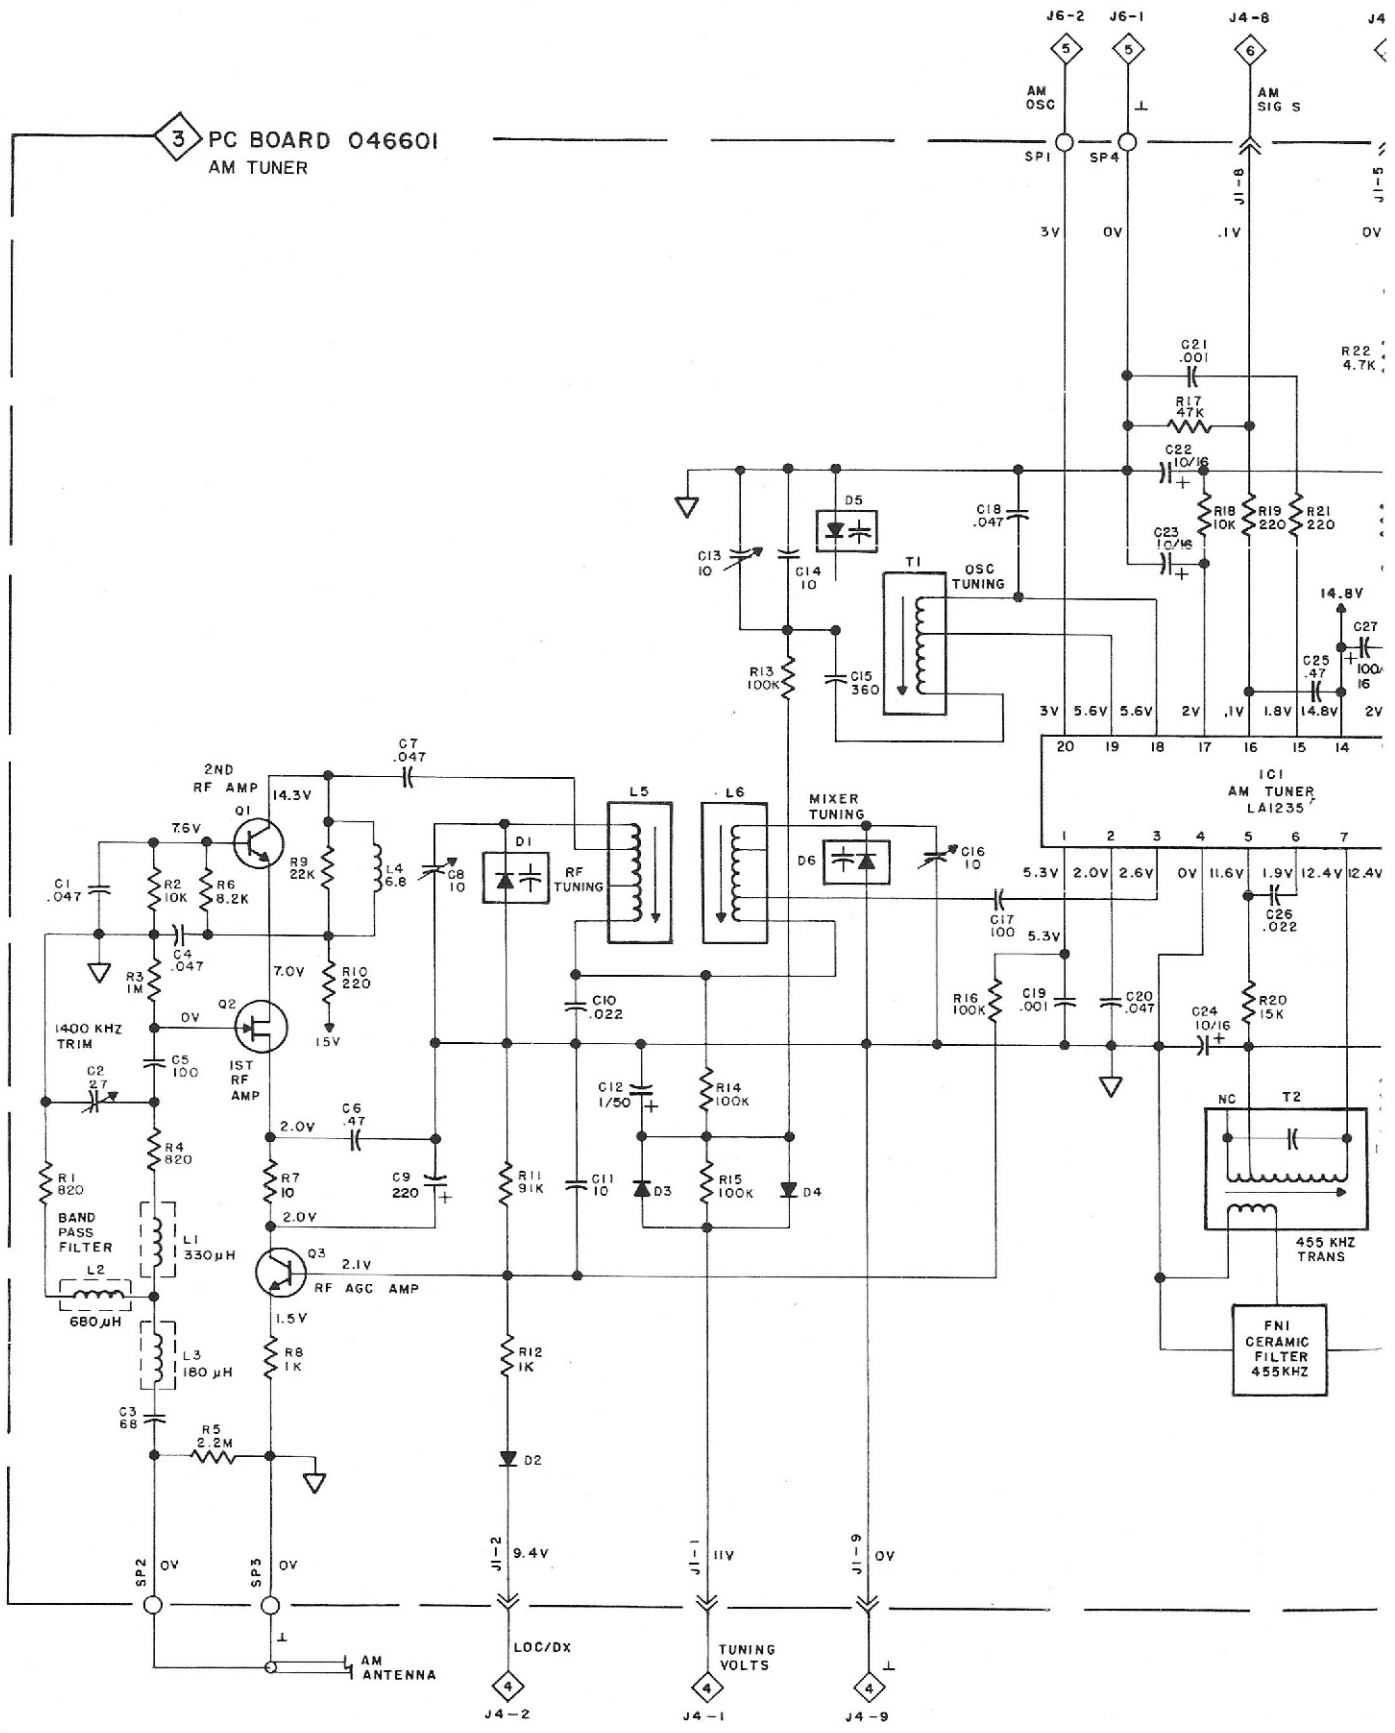 J6-2 J6-1 J4-8 J4
5 5 6
AM
OSC
⊥
AM
SIG S
3 PC BOARD 046601
AM TUNER
SP1 SP4
J1-8
J1-5
3V 0V .1V 0V
C21
.001
R22
4.7K
R17
47K
C22
10/16
+
D5
C18
.047
R18
10K
R19
220
R21
220
C23
10/16
+
C13
10
C14
10
T1
OSC
TUNING
14.8V
C27
+
100/
16
R13
100K
C15
360
C25
.47
3V 5.6V 5.6V 2V .1V 1.8V 14.8V 2V
20 19 18 17 16 15 14
IC1
AM TUNER
LA1235
1 2 3 4 5 6 7
5.3V 2.0V 2.6V 0V 11.6V 1.9V 12.4V 12.4V
C7
.047
2ND
RF AMP
14.3V
Q1
7.6V
L5
L6
MIXER
TUNING
D1
D6
C16
10
R9
22K
L4
6.8
C8
10
RF
TUNING
C1
.047
R2
10K
R6
8.2K
C17
100
C26
.022
5.3V
C4
.047
R3
1M
7.0V
R10
220
Q2
0V
15V
C10
.022
R16
100K
C19
.001
C20
.047
R20
15K
C24
10/16
+
1400 KHZ
TRIM
C5
100
1ST
RF
AMP
C2
27
C12
1/50
+
R14
100K
NC T2
C6
.47
2.0V
R4
820
R1
820
R7
10
C9
220
+
R11
91K
C11
10
D3
R15
100K
D4
BAND
PASS
FILTER
L1
330µH
2.0V
Q3
2.1V
RF AGC AMP
455 KHZ
TRANS
L2
680µH
1.5V
L3
180 µH
R8
1K
R12
1K
FN1
CERAMIC
FILTER
455KHZ
C3
68
R5
2.2M
D2
SP2
0V
SP3
0V
J1-2
9.4V
J1-1
11V
J1-9
0V
⊥
AM
ANTENNA
LOC/DX
TUNING
VOLTS
⊥
4 4 4
J4-2 J4-1 J4-9